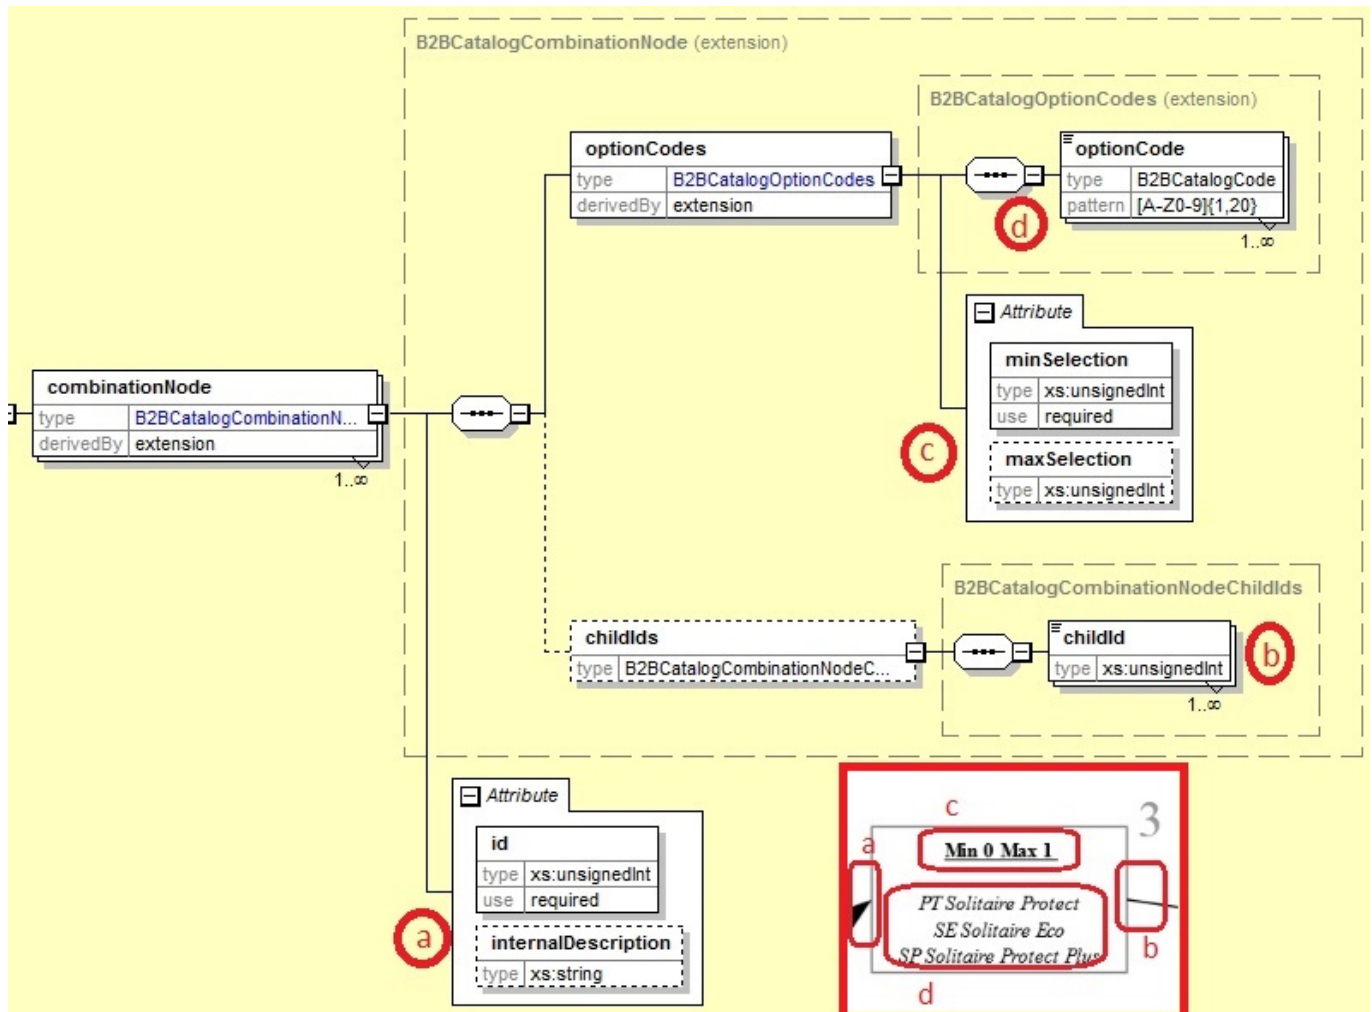 B2BCatalogCombinationNode (extension)
B2BCatalogOptionCodes (extension)
optionCodes
type B2BCatalogOptionCodes
derivedBy extension
optionCode
type B2BCatalogCode
pattern [A-Z0-9]{1,20}
1..∞
d
Attribute
minSelection
type xs:unsignedInt
use required
maxSelection
type xs:unsignedInt
c
combinationNode
type B2BCatalogCombinationN...
derivedBy extension
1..∞
B2BCatalogCombinationNodeChildIds
childIds
type B2BCatalogCombinationNodeC...
childId
type xs:unsignedInt
1..∞
b
Attribute
id
type xs:unsignedInt
use required
internalDescription
type xs:string
a
c
3
a
Min 0 Max 1
PT Solitaire Protect
SE Solitaire Eco
SP Solitaire Protect Plus
b
d